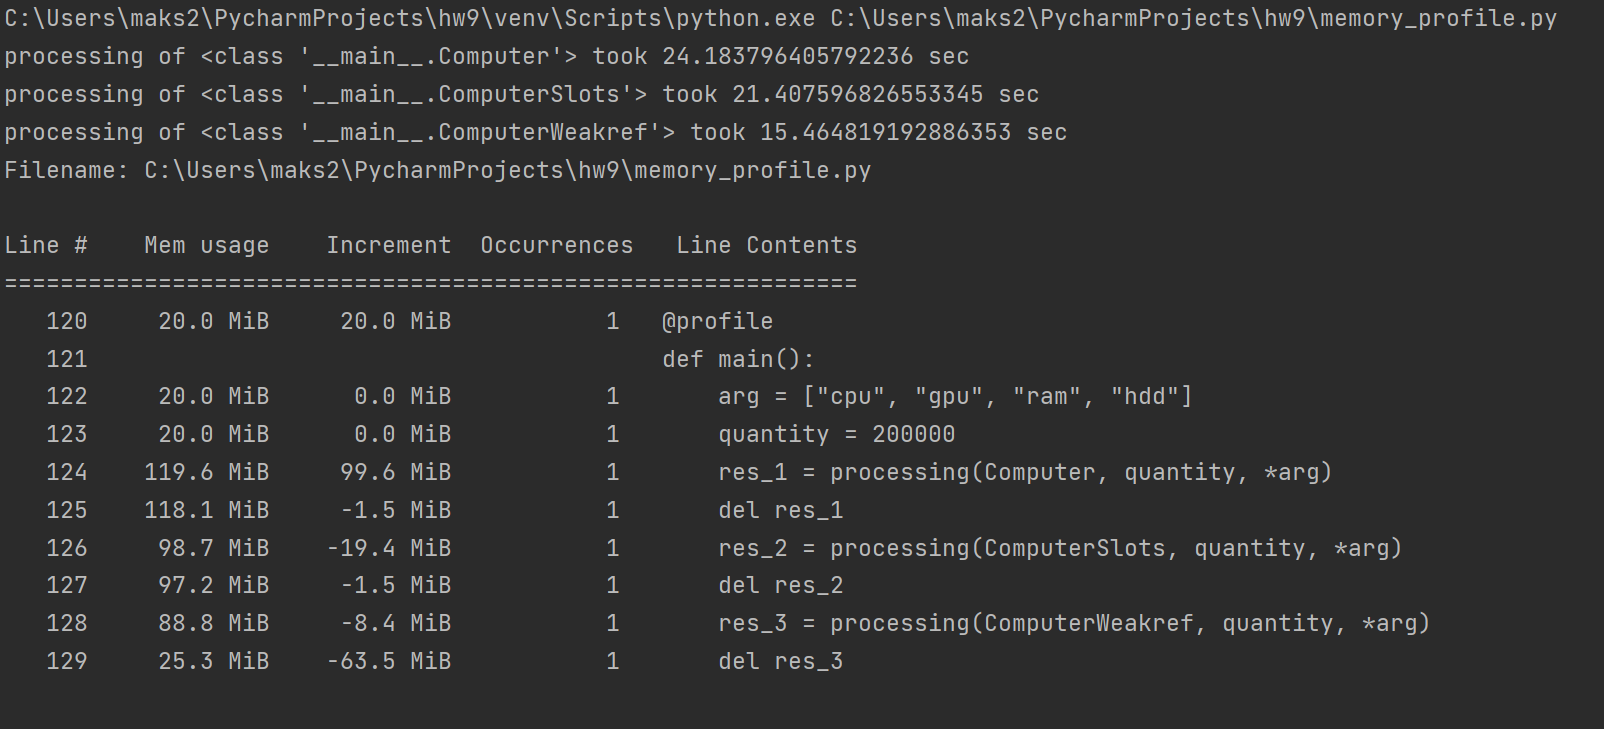 C:\Users\maks2\PycharmProjects\hw9\venv\Scripts\python.exe C:\Users\maks2\PycharmProjects\hw9\memory_profile.py
processing of <class '__main__.Computer'> took 24.183796405792236 sec
processing of <class '__main__.ComputerSlots'> took 21.407596826553345 sec
processing of <class '__main__.ComputerWeakref'> took 15.464819192886353 sec
Filename: C:\Users\maks2\PycharmProjects\hw9\memory_profile.py
Line #    Mem usage    Increment  Occurrences   Line Contents
=============================================================
   120     20.0 MiB     20.0 MiB           1   @profile
   121                                         def main():
   122     20.0 MiB      0.0 MiB           1       arg = ["cpu", "gpu", "ram", "hdd"]
   123     20.0 MiB      0.0 MiB           1       quantity = 200000
   124    119.6 MiB     99.6 MiB           1       res_1 = processing(Computer, quantity, *arg)
   125    118.1 MiB     -1.5 MiB           1       del res_1
   126     98.7 MiB    -19.4 MiB           1       res_2 = processing(ComputerSlots, quantity, *arg)
   127     97.2 MiB     -1.5 MiB           1       del res_2
   128     88.8 MiB     -8.4 MiB           1       res_3 = processing(ComputerWeakref, quantity, *arg)
   129     25.3 MiB    -63.5 MiB           1       del res_3